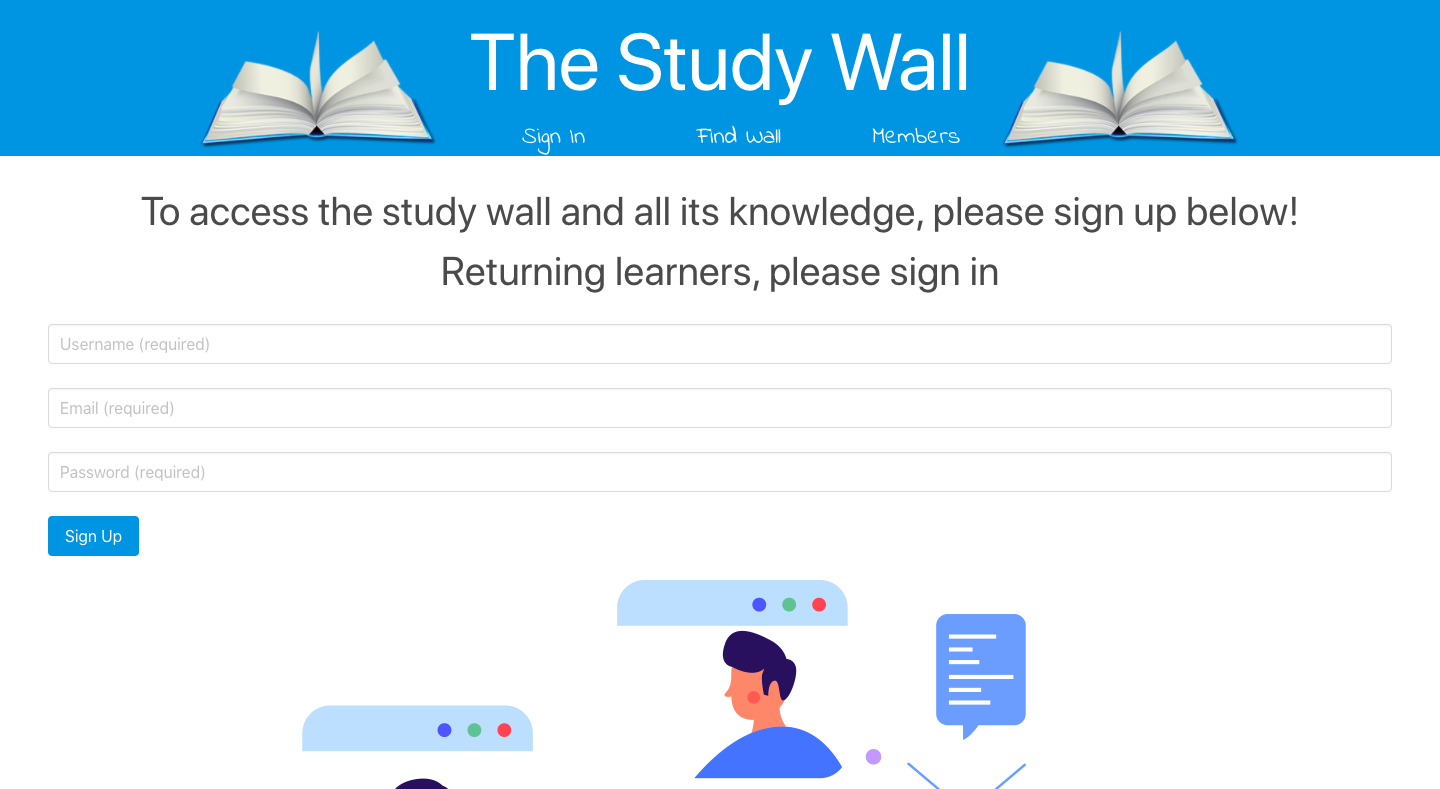 The Study Wall
Sign In Find Wall Members
To access the study wall and all its knowledge, please sign up below!
Returning learners, please sign in
Username (required)
Email (required)
Password (required)
Sign Up